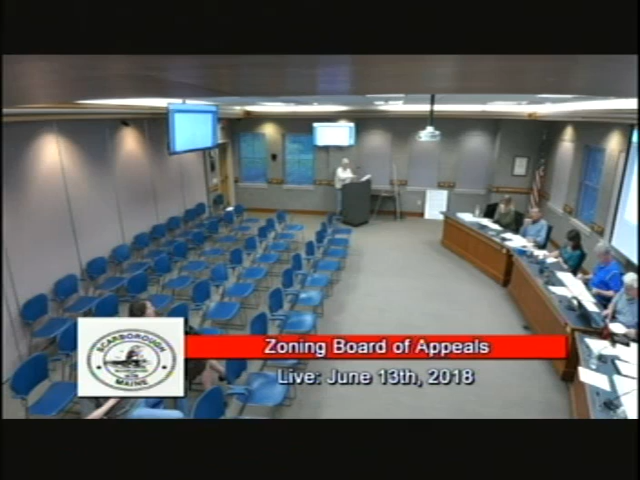 SCARBOROUGH
MAINE
Zoning Board of Appeals
Live: June 13th, 2018